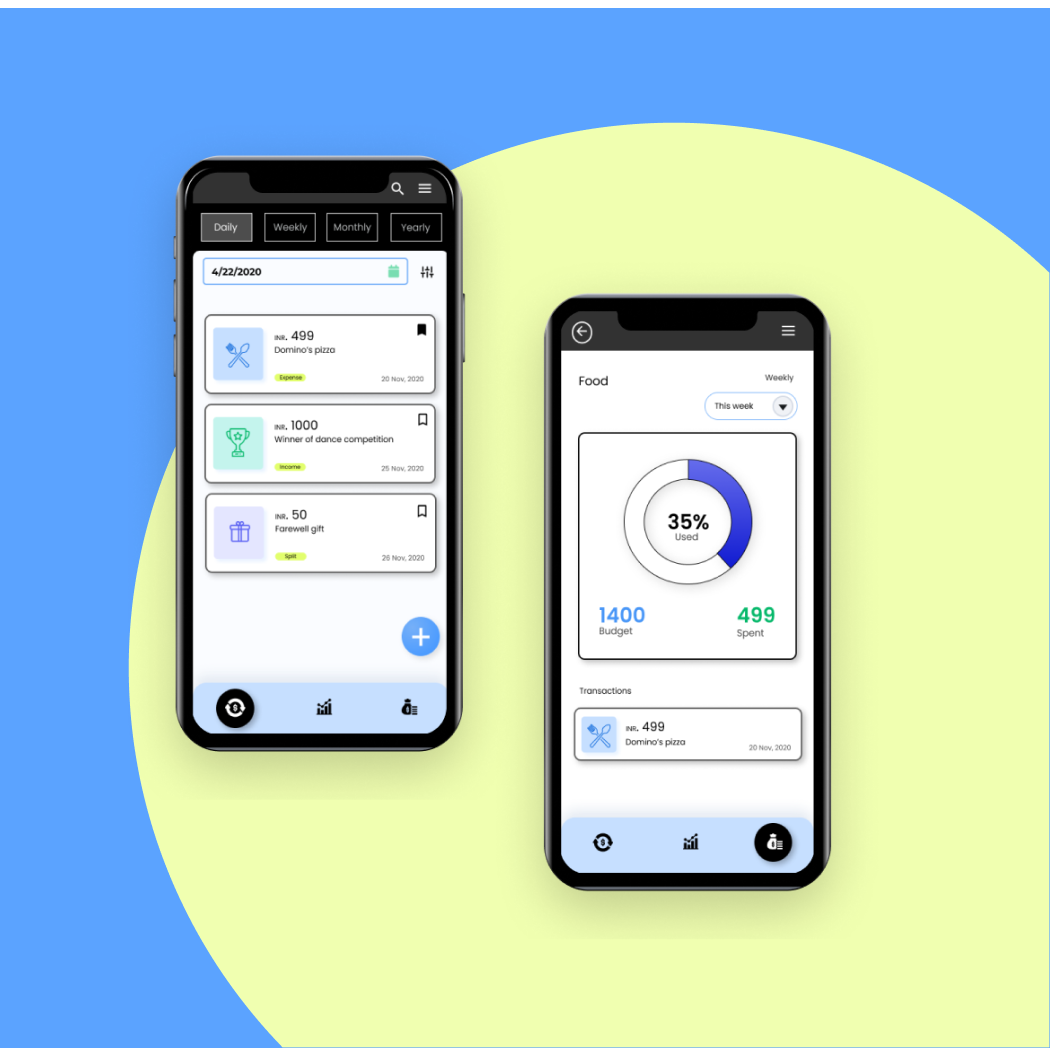 Daily Weekly Monthly Yearly
4/22/2020
INR. 499
Domino's pizza
Expense
20 Nov, 2020
INR. 1000
Winner of dance competition
Income
25 Nov, 2020
INR. 50
Farewell gift
Split
26 Nov, 2020
Food
Weekly
This week
35%
Used
1400
Budget
499
Spent
Transactions
INR. 499
Domino's pizza
20 Nov, 2020